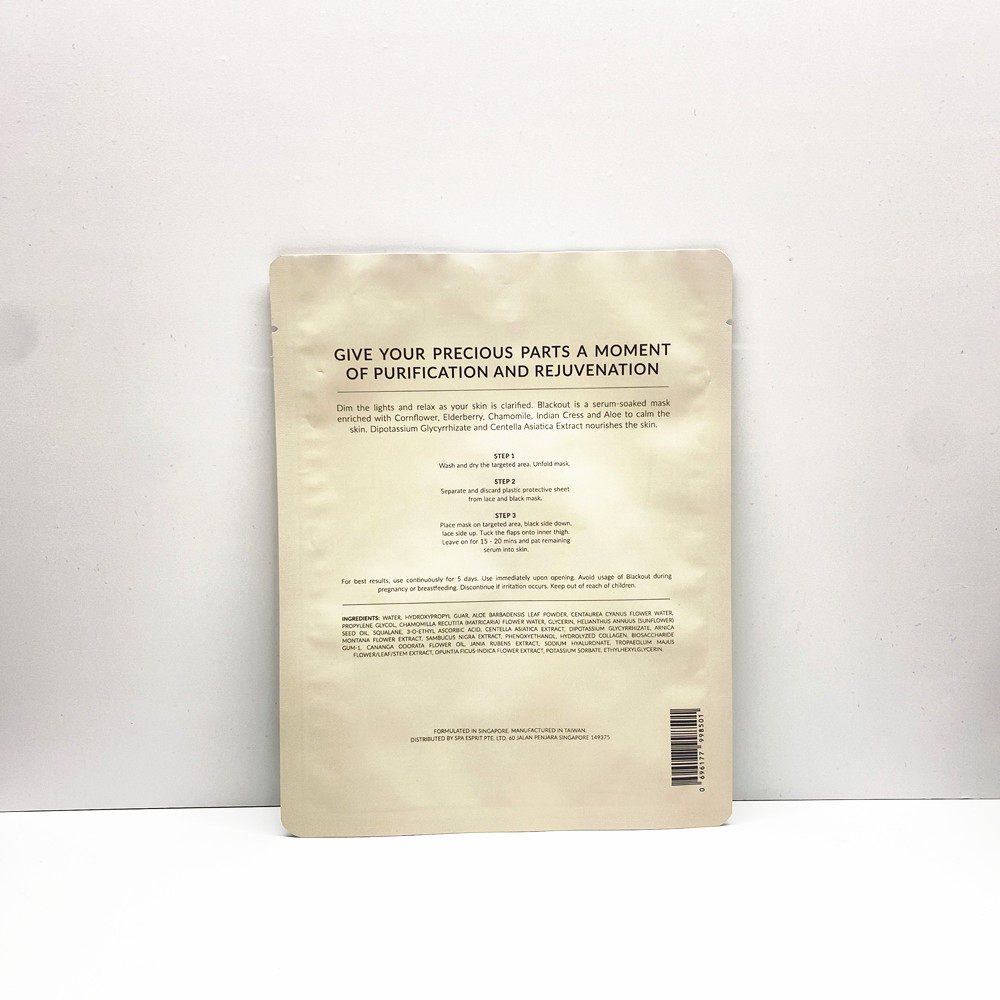 GIVE YOUR PRECIOUS PARTS A MOMENT
OF PURIFICATION AND REJUVENATION
Dim the lights and relax as your skin is clarified. Blackout is a serum-soaked mask
enriched with Cornflower, Elderberry, Chamomile, Indian Cress and Aloe to calm the
skin. Dipotassium Glycyrrhizate and Centella Asiatica Extract nourishes the skin.
STEP 1
Wash and dry the targeted area. Unfold mask.
STEP 2
Separate and discard plastic protective sheet
from lace and black mask.
STEP 3
Place mask on targeted area, black side down,
lace side up. Tuck the flaps onto inner thigh.
Leave on for 15 - 20 mins and pat remaining
serum into skin.
For best results, use continuously for 5 days. Use immediately upon opening. Avoid usage of Blackout during
pregnancy or breastfeeding. Discontinue if irritation occurs. Keep out of reach of children.
INGREDIENTS: WATER, HYDROXYPROPYL GUAR, ALOE BARBADENSIS LEAF POWDER, CENTAUREA CYANUS FLOWER WATER,
PROPYLENE GLYCOL, CHAMOMILLA RECUTITA (MATRICARIA) FLOWER WATER, GLYCERIN, HELIANTHUS ANNUUS (SUNFLOWER)
SEED OIL, SQUALANE, 3-O-ETHYL ASCORBIC ACID, CENTELLA ASIATICA EXTRACT, DIPOTASSIUM GLYCYRRHIZATE, ARNICA
MONTANA FLOWER EXTRACT, SAMBUCUS NIGRA EXTRACT, PHENOXYETHANOL, HYDROLYZED COLLAGEN, BIOSACCHARIDE
GUM-1, CANANGA ODORATA FLOWER OIL, JANIA RUBENS EXTRACT, SODIUM HYALURONATE, TROPAEOLUM MAJUS
FLOWER/LEAF/STEM EXTRACT, OPUNTIA FICUS-INDICA FLOWER EXTRACT, POTASSIUM SORBATE, ETHYLHEXYLGLYCERIN.
FORMULATED IN SINGAPORE. MANUFACTURED IN TAIWAN.
DISTRIBUTED BY SPA ESPRIT PTE. LTD. 60 JALAN PENJARA SINGAPORE 149375
0 696177 998501